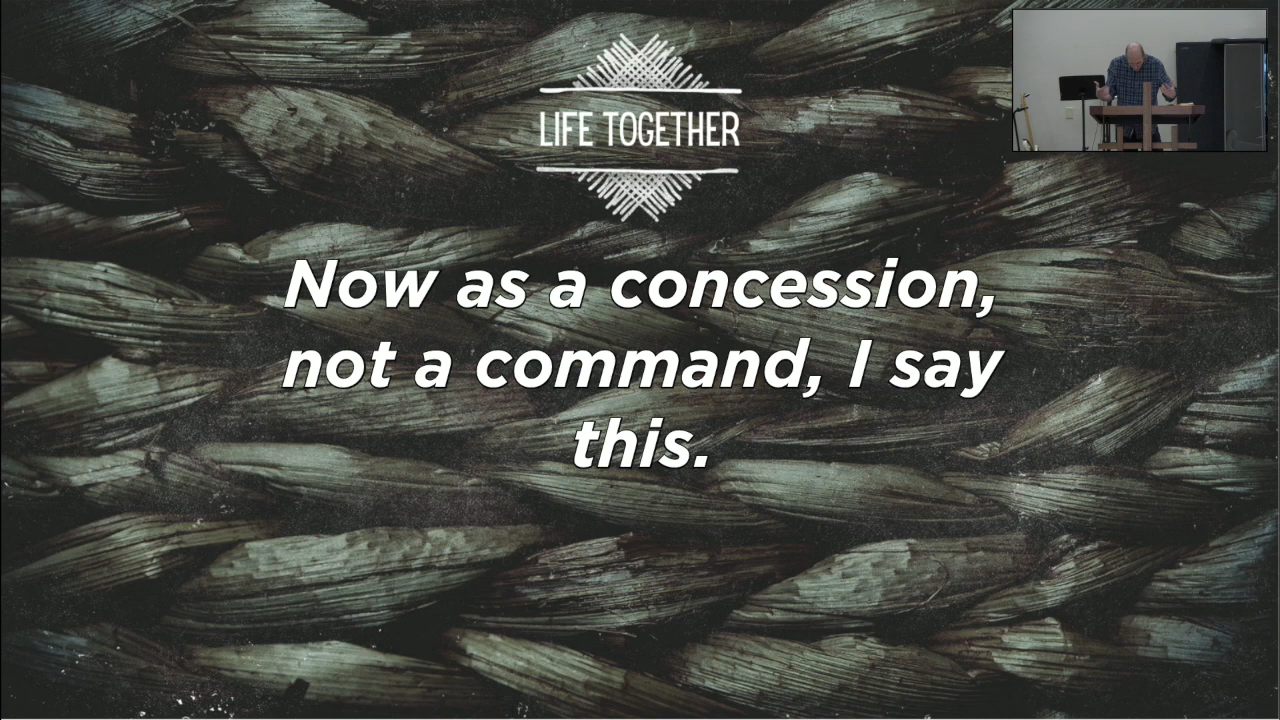 LIFE TOGETHER
Now as a concession,
not a command, I say
this.